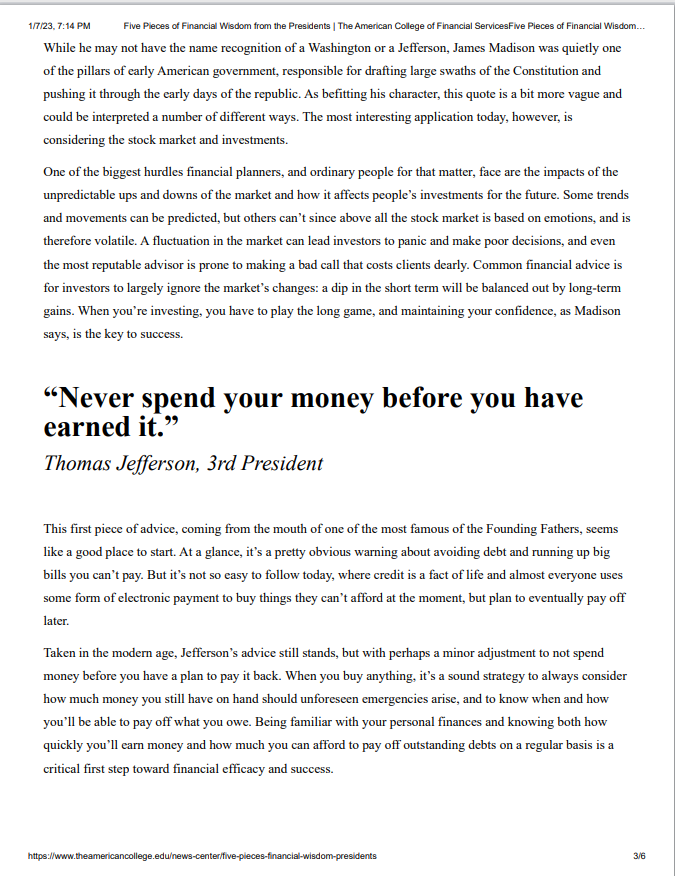 1/7/23, 7:14 PM Five Pieces of Financial Wisdom from the Presidents | The American College of Financial ServicesFive Pieces of Financial Wisdom…
While he may not have the name recognition of a Washington or a Jefferson, James Madison was quietly one
of the pillars of early American government, responsible for drafting large swaths of the Constitution and
pushing it through the early days of the republic. As befitting his character, this quote is a bit more vague and
could be interpreted a number of different ways. The most interesting application today, however, is
considering the stock market and investments.
One of the biggest hurdles financial planners, and ordinary people for that matter, face are the impacts of the
unpredictable ups and downs of the market and how it affects people’s investments for the future. Some trends
and movements can be predicted, but others can’t since above all the stock market is based on emotions, and is
therefore volatile. A fluctuation in the market can lead investors to panic and make poor decisions, and even
the most reputable advisor is prone to making a bad call that costs clients dearly. Common financial advice is
for investors to largely ignore the market’s changes: a dip in the short term will be balanced out by long-term
gains. When you’re investing, you have to play the long game, and maintaining your confidence, as Madison
says, is the key to success.
“Never spend your money before you have
earned it.”
Thomas Jefferson, 3rd President
This first piece of advice, coming from the mouth of one of the most famous of the Founding Fathers, seems
like a good place to start. At a glance, it’s a pretty obvious warning about avoiding debt and running up big
bills you can’t pay. But it’s not so easy to follow today, where credit is a fact of life and almost everyone uses
some form of electronic payment to buy things they can’t afford at the moment, but plan to eventually pay off
later.
Taken in the modern age, Jefferson’s advice still stands, but with perhaps a minor adjustment to not spend
money before you have a plan to pay it back. When you buy anything, it’s a sound strategy to always consider
how much money you still have on hand should unforeseen emergencies arise, and to know when and how
you’ll be able to pay off what you owe. Being familiar with your personal finances and knowing both how
quickly you’ll earn money and how much you can afford to pay off outstanding debts on a regular basis is a
critical first step toward financial efficacy and success.
https://www.theamericancollege.edu/news-center/five-pieces-financial-wisdom-presidents 3/6